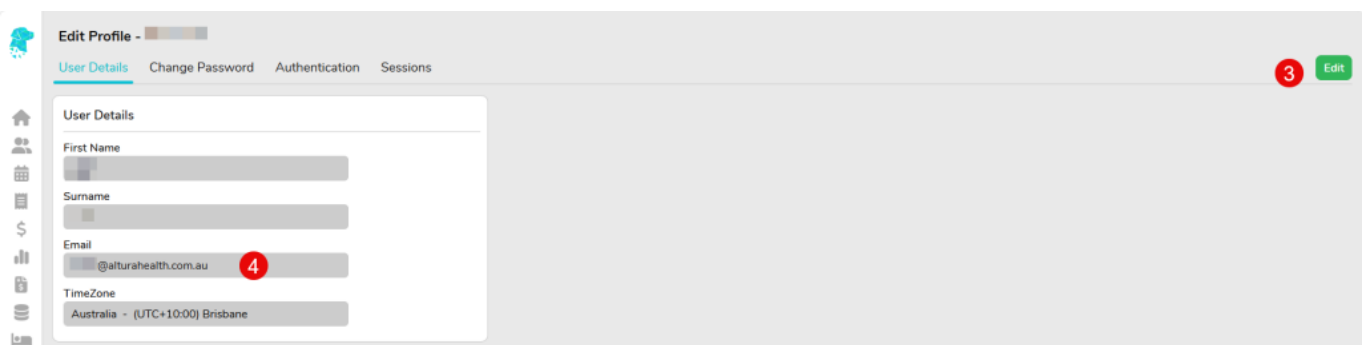 Edit Profile -
User Details Change Password Authentication Sessions
3 Edit
User Details
First Name
Surname
Email
@alturahealth.com.au 4
TimeZone
Australia - (UTC+10:00) Brisbane